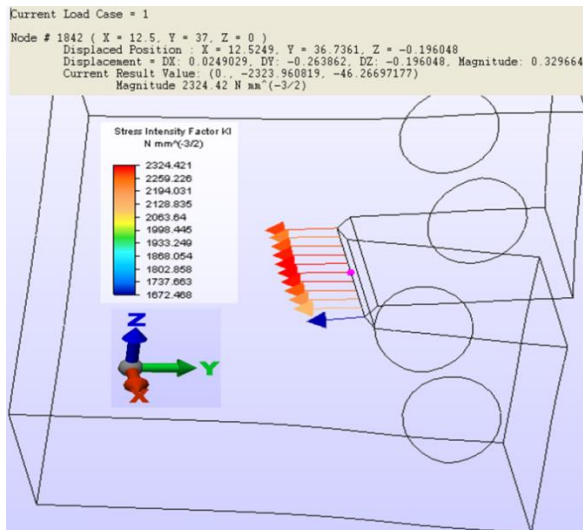 Current Load Case = 1
Node # 1842 ( X = 12.5, Y = 37, Z = 0 )
Displaced Position : X = 12.5249, Y = 36.7361, Z = -0.196048
Displacement = DX: 0.0249029, DY: -0.263862, DZ: -0.196048, Magnitude: 0.329664
Current Result Value: (0., -2323.960819, -46.26697177)
Magnitude 2324.42 N mm^(-3/2)
Stress Intensity Factor KI
N mm^(-3/2)
2324.421
2259.226
2194.031
2128.835
2063.64
1998.445
1933.249
1868.054
1802.858
1737.663
1672.468
Z
Y
X